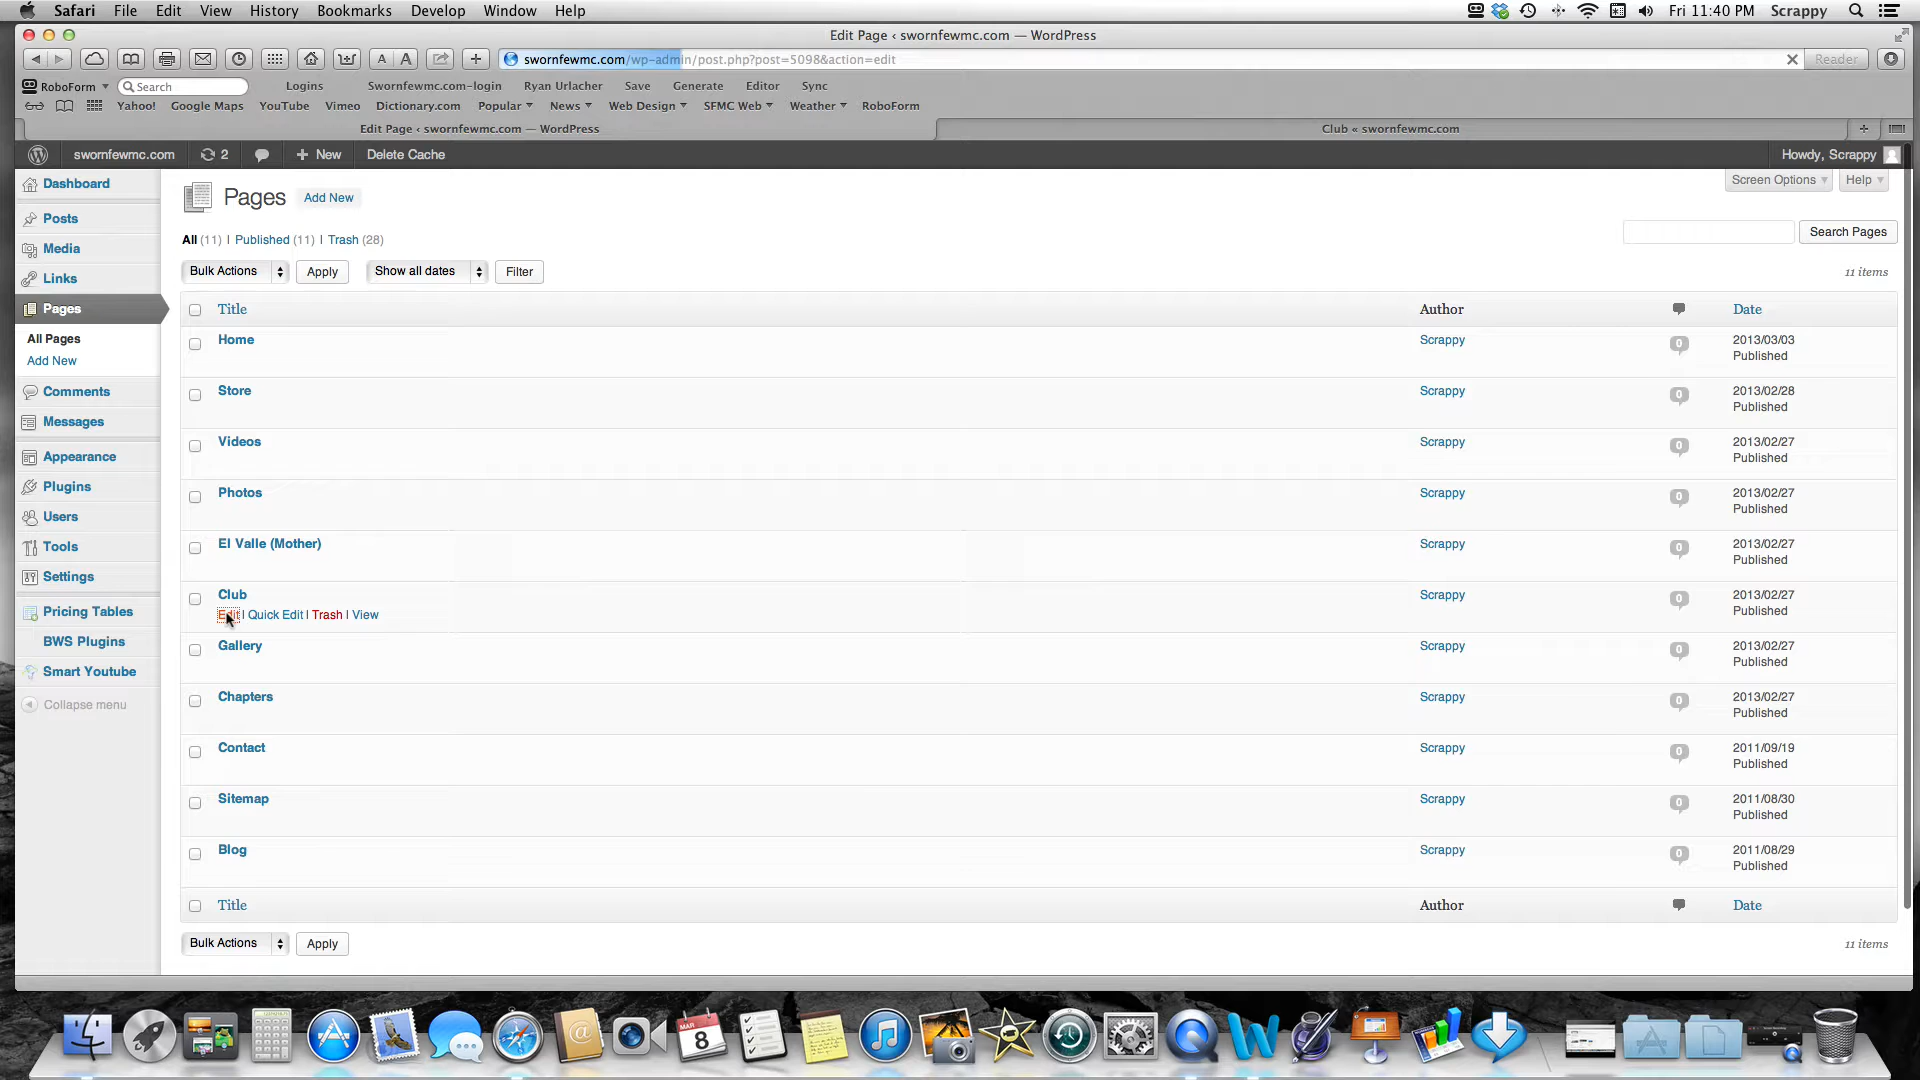 Safari File Edit View History Bookmarks Develop Window Help Fri 11:40 PM Scrappy
Edit Page ‹ swornfewmc.com — WordPress
A A swornfewmc.com/wp-admin/post.php?post=5098&action=edit Reader
RoboForm Search Logins Swornfewmc.com-login Ryan Urlacher Save Generate Editor Sync
Yahoo! Google Maps YouTube Vimeo Dictionary.com Popular News Web Design SFMC Web Weather RoboForm
Edit Page ‹ swornfewmc.com — WordPress Club « swornfewmc.com
swornfewmc.com 2 + New Delete Cache Howdy, Scrappy
Dashboard
Posts
Media
Links
Pages
All Pages
Add New
Comments
Messages
Appearance
Plugins
Users
Tools
Settings
Pricing Tables
BWS Plugins
Smart Youtube
Collapse menu
Screen Options Help
Pages Add New
All (11) | Published (11) | Trash (28)
Search Pages
Bulk Actions Apply Show all dates Filter 11 items
Title Author Date
Home Scrappy 0 2013/03/03
Published
Store Scrappy 0 2013/02/28
Published
Videos Scrappy 0 2013/02/27
Published
Photos Scrappy 0 2013/02/27
Published
El Valle (Mother) Scrappy 0 2013/02/27
Published
Club Scrappy 0 2013/02/27
Published
Edit | Quick Edit | Trash | View
Gallery Scrappy 0 2013/02/27
Published
Chapters Scrappy 0 2013/02/27
Published
Contact Scrappy 0 2011/09/19
Published
Sitemap Scrappy 0 2011/08/30
Published
Blog Scrappy 0 2011/08/29
Published
Title Author Date
Bulk Actions Apply 11 items
MAR
8